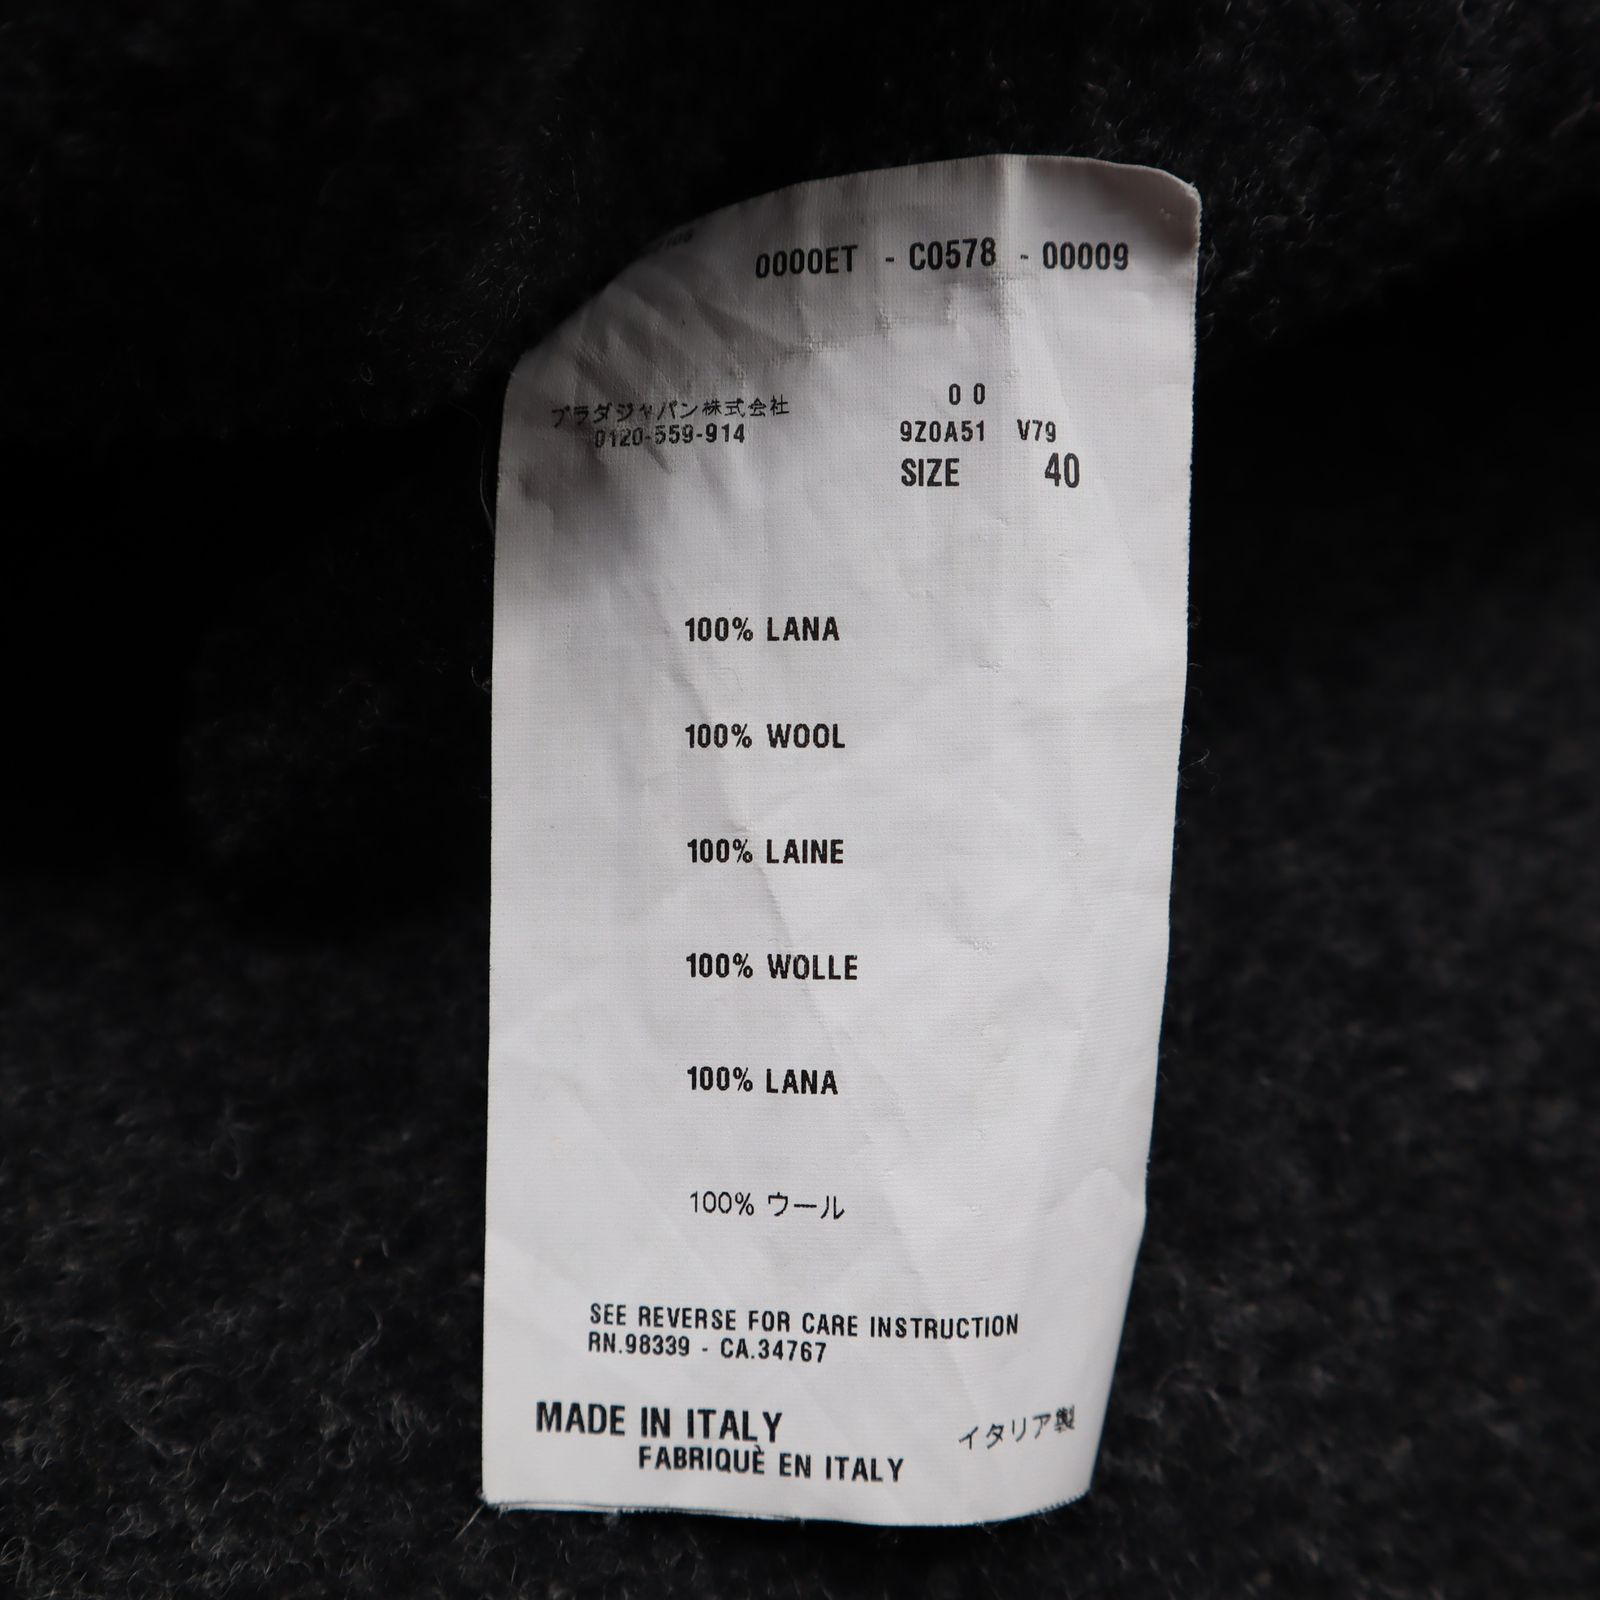 0000ET - C0578 - 00009
プラダジャパン株式会社
0120-559-914
0 0
9Z0A51 V79
SIZE 40
100% LANA
100% WOOL
100% LAINE
100% WOLLE
100% LANA
100% ウール
SEE REVERSE FOR CARE INSTRUCTION
RN.98339 - CA.34767
MADE IN ITALY
FABRIQUÈ EN ITALY
イタリア製